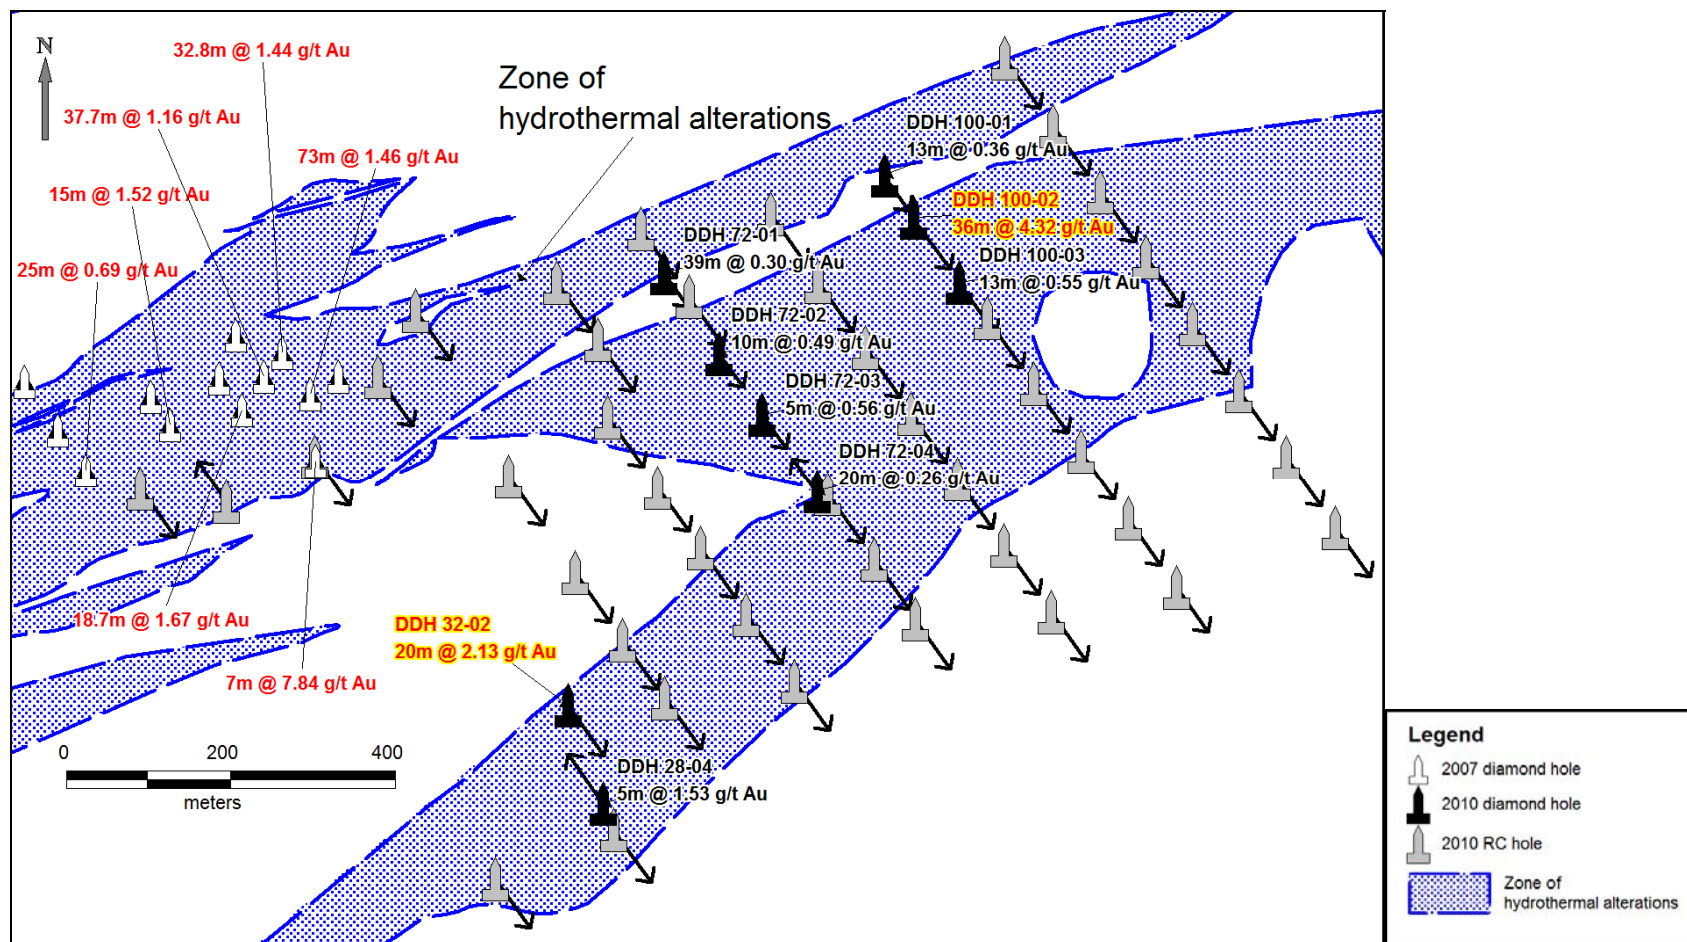 N
32.8m @ 1.44 g/t Au
37.7m @ 1.16 g/t Au
73m @ 1.46 g/t Au
15m @ 1.52 g/t Au
25m @ 0.69 g/t Au
Zone of
hydrothermal alterations
DDH 100-01
13m @ 0.36 g/t Au
DDH 100-02
36m @ 4.32 g/t Au
DDH 100-03
13m @ 0.55 g/t Au
DDH 72-01
39m @ 0.30 g/t Au
DDH 72-02
10m @ 0.49 g/t Au
DDH 72-03
5m @ 0.56 g/t Au
DDH 72-04
20m @ 0.26 g/t Au
18.7m @ 1.67 g/t Au
7m @ 7.84 g/t Au
DDH 32-02
20m @ 2.13 g/t Au
DDH 28-04
5m @ 1.53 g/t Au
0 200 400
meters
Legend
2007 diamond hole
2010 diamond hole
2010 RC hole
Zone of
hydrothermal alterations